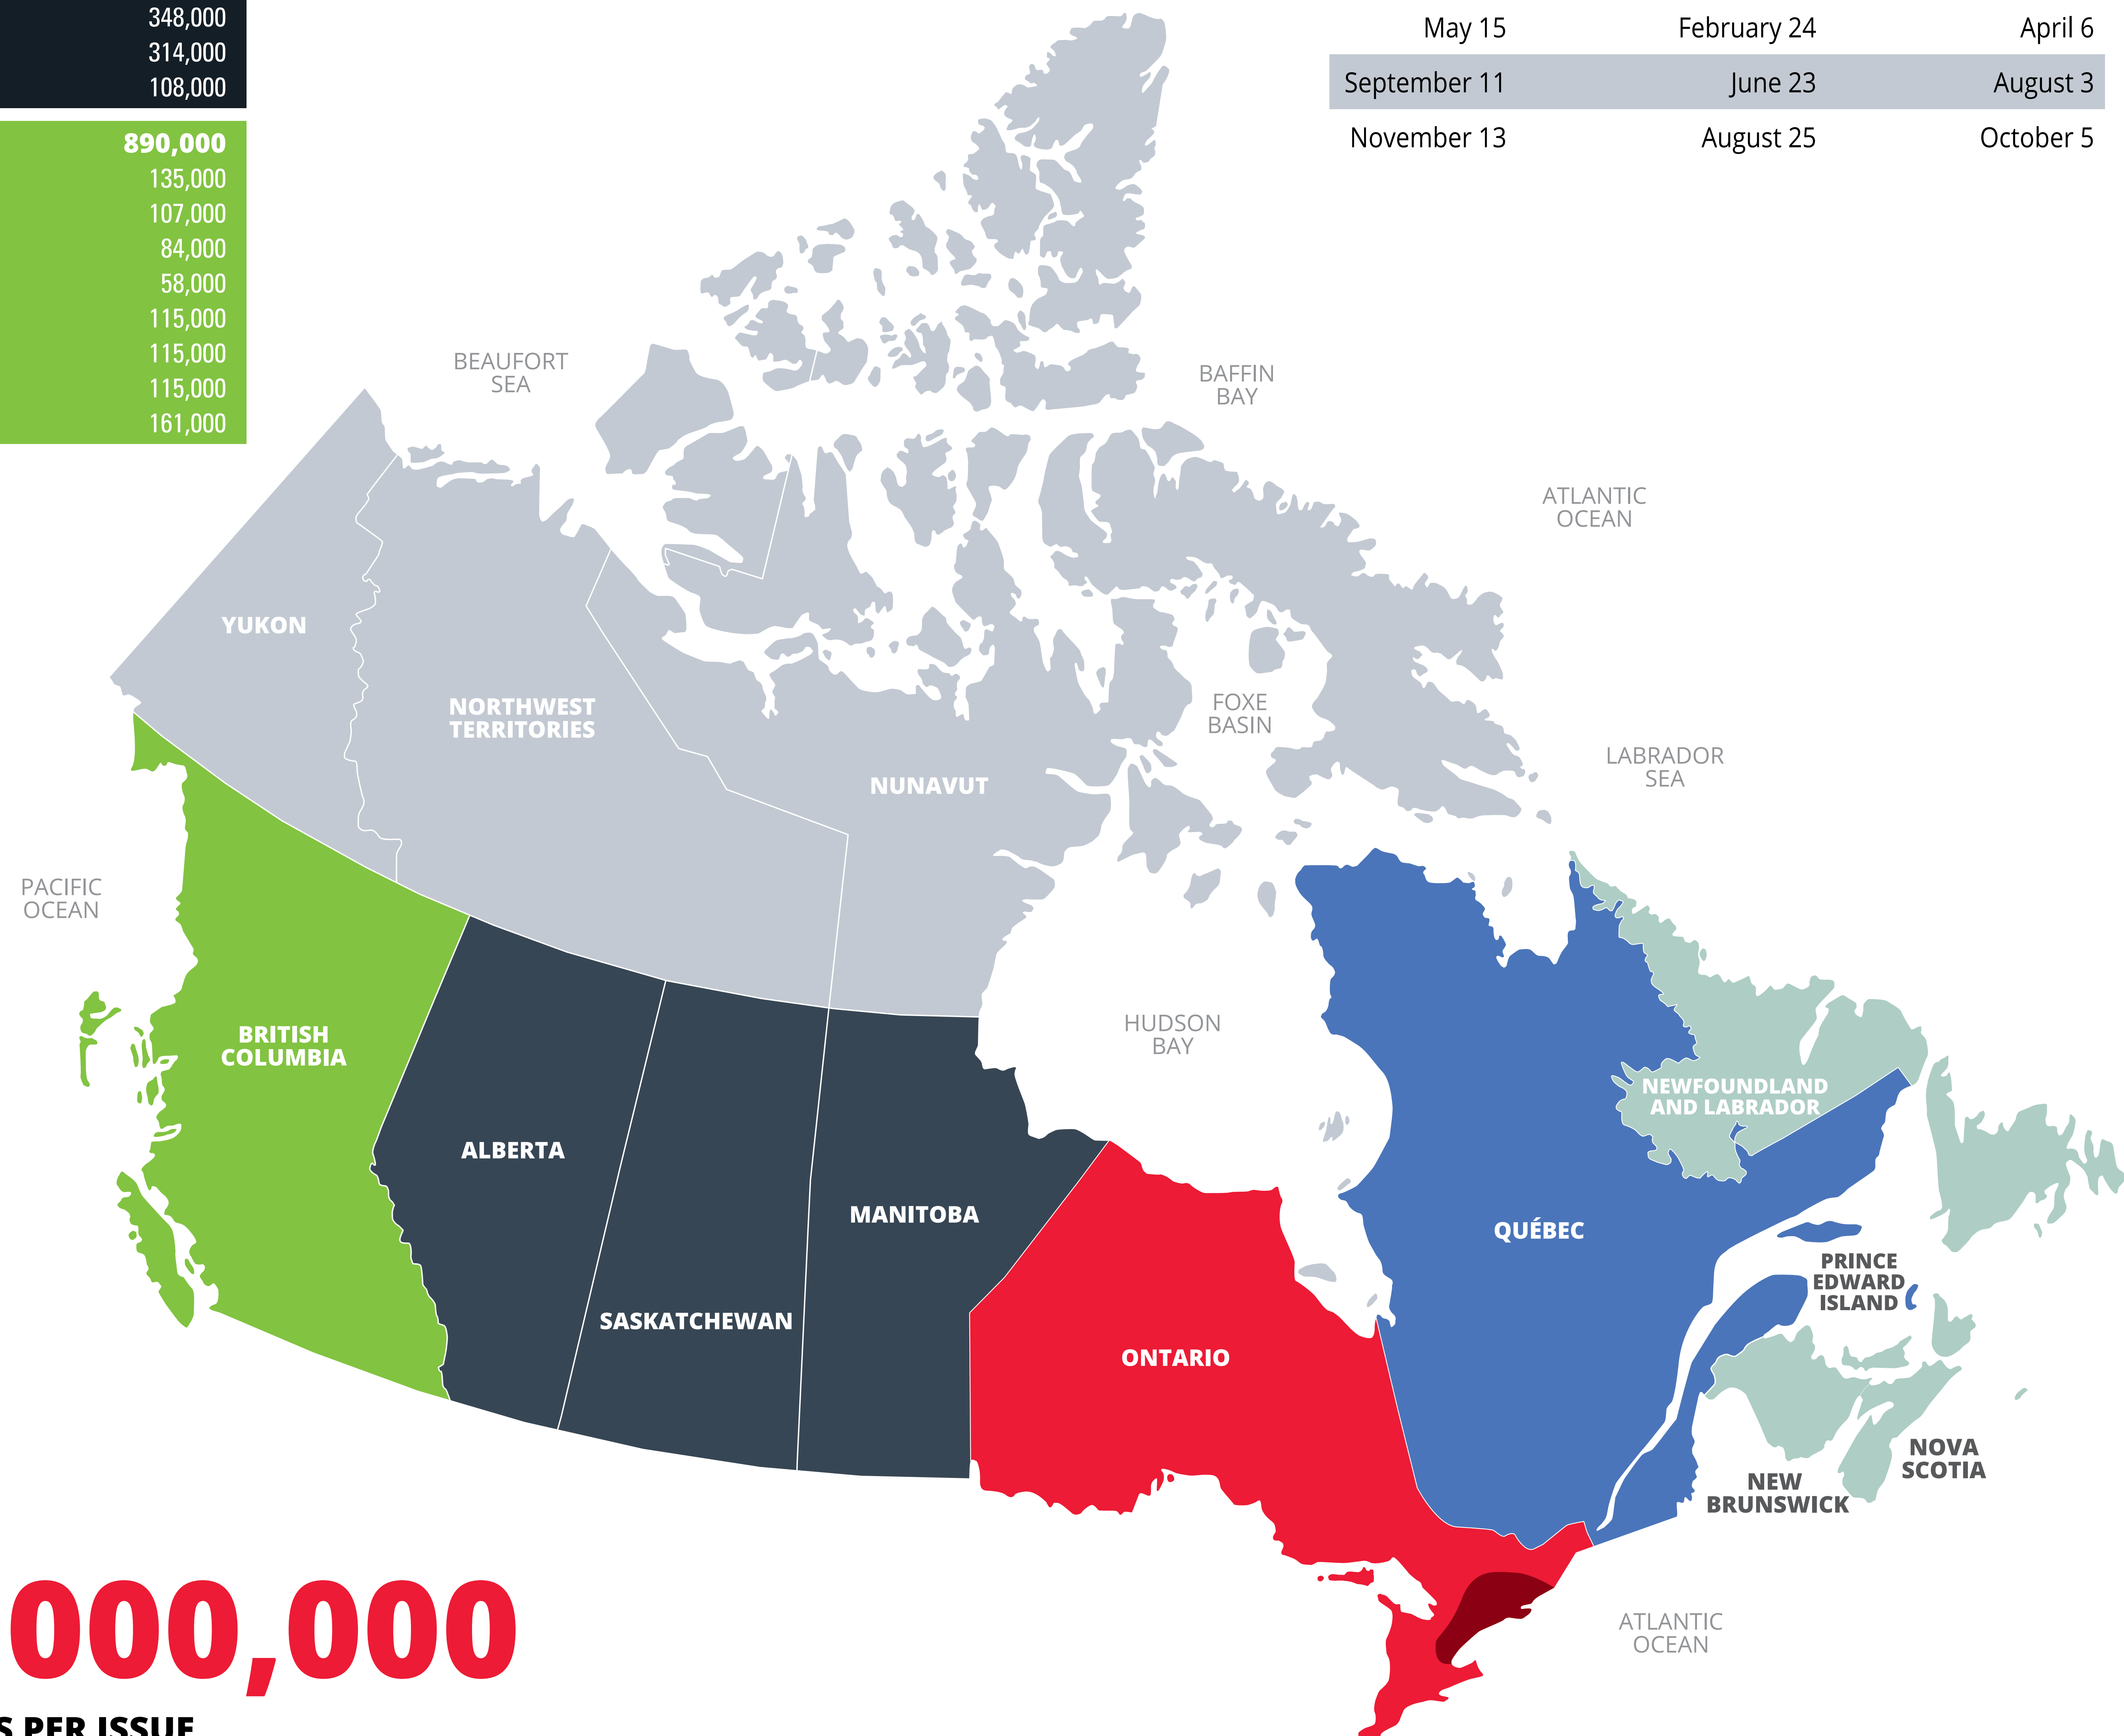 348,000
314,000
108,000
890,000
135,000
107,000
84,000
58,000
115,000
115,000
115,000
161,000
May 15 February 24 April 6
September 11 June 23 August 3
November 13 August 25 October 5
BEAUFORT
SEA
BAFFIN
BAY
ATLANTIC
OCEAN
YUKON
NORTHWEST
TERRITORIES
FOXE
BASIN
NUNAVUT
LABRADOR
SEA
PACIFIC
OCEAN
BRITISH
COLUMBIA
HUDSON
BAY
NEWFOUNDLAND
AND LABRADOR
ALBERTA
MANITOBA
QUÉBEC
PRINCE
EDWARD
ISLAND
SASKATCHEWAN
ONTARIO
NOVA
SCOTIA
NEW
BRUNSWICK
000,000
ATLANTIC
OCEAN
S PER ISSUE